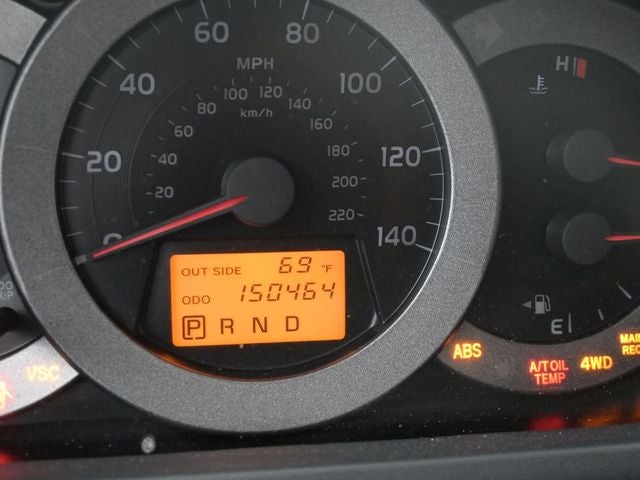 60 80
40 MPH 100
80 100 120 140
60 km/h 160
20 40 180 120
20 200
0 220 140
OUT SIDE 69 °F
ODO 150464
P R N D
H
E
VSC
ABS
A/T OIL
TEMP
4WD